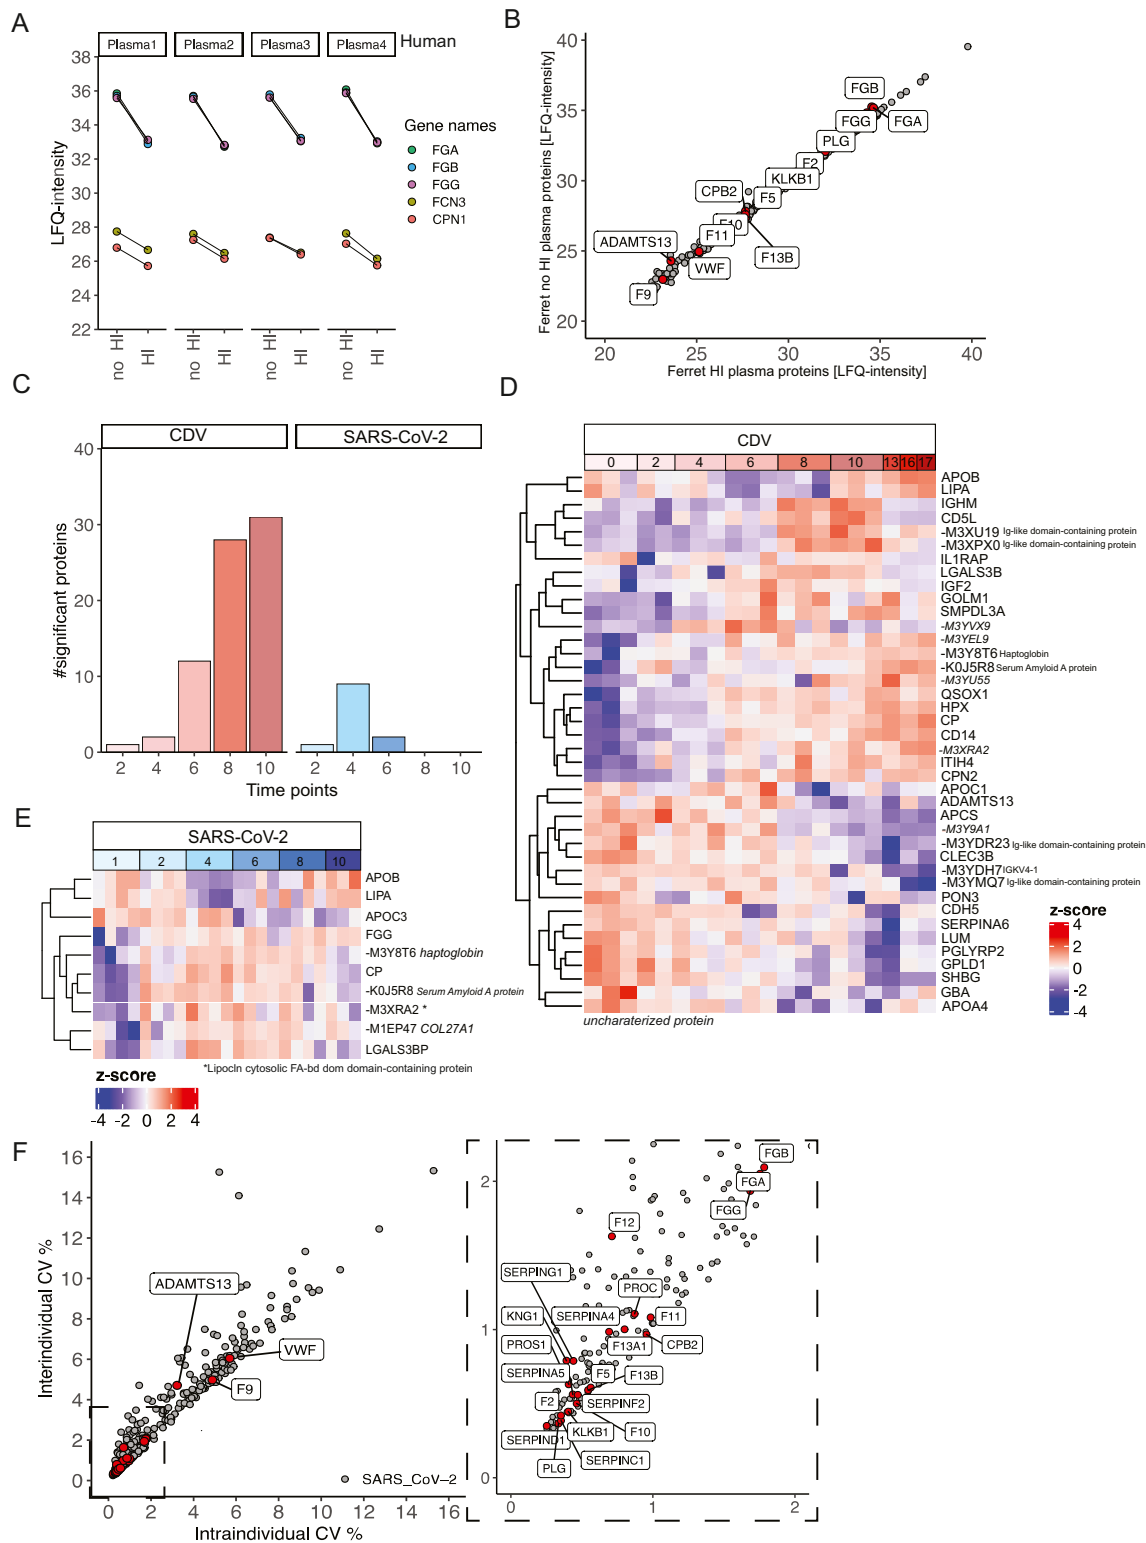 A
Plasma1 Plasma2 Plasma3 Plasma4 Human
LFQ-intensity
38
36
34
32
30
28
26
24
22
no HI HI no HI HI no HI HI no HI HI
Gene names
FGA
FGB
FGG
FCN3
CPN1
B
Ferret no HI plasma proteins [LFQ-intensity]
40
35
30
25
20
FGB
FGG FGA
PLG
F2
KLKB1
CPB2 F5
F10
F11
ADAMTS13
VWF F13B
F9
20 25 30 35 40
Ferret HI plasma proteins [LFQ-intensity]
C
CDV SARS-CoV-2
#significant proteins
40
30
20
10
0
2 4 6 8 10 2 4 6 8 10
Time points
D
CDV
0 2 4 6 8 10 13 16 17
APOB
LIPA
IGHM
CD5L
-M3XU19 Ig-like domain-containing protein
-M3XPX0 Ig-like domain-containing protein
IL1RAP
LGALS3B
IGF2
GOLM1
SMPDL3A
-M3YVX9
-M3YEL9
-M3Y8T6 Haptoglobin
-K0J5R8 Serum Amyloid A protein
-M3YU55
QSOX1
HPX
CP
CD14
-M3XRA2
ITIH4
CPN2
APOC1
ADAMTS13
APCS
-M3Y9A1
-M3YDR23 Ig-like domain-containing protein
CLEC3B
-M3YDH7 IGKV4-1
-M3YMQ7 Ig-like domain-containing protein
PON3
CDH5
SERPINA6
LUM
PGLYRP2
GPLD1
SHBG
GBA
APOA4
uncharaterized protein
z-score
4
2
0
-2
-4
E
SARS-CoV-2
1 2 4 6 8 10
APOB
LIPA
APOC3
FGG
-M3Y8T6 haptoglobin
CP
-K0J5R8 Serum Amyloid A protein
-M3XRA2 *
-M1EP47 COL27A1
LGALS3BP
*Lipocln cytosolic FA-bd dom domain-containing protein
z-score
-4 -2 0 2 4
F
Interindividual CV %
16
14
12
10
8
6
4
2
0
ADAMTS13
VWF
F9
SARS_CoV-2
0 2 4 6 8 10 12 14 16
Intraindividual CV %
2
1
0
FGB
FGA
FGG
F12
SERPING1
PROC
KNG1 SERPINA4 F11
PROS1 F13A1 CPB2
SERPINA5 F5 F13B
F2 SERPINF2
SERPIND1 KLKB1 F10
PLG SERPINC1
0 1 2